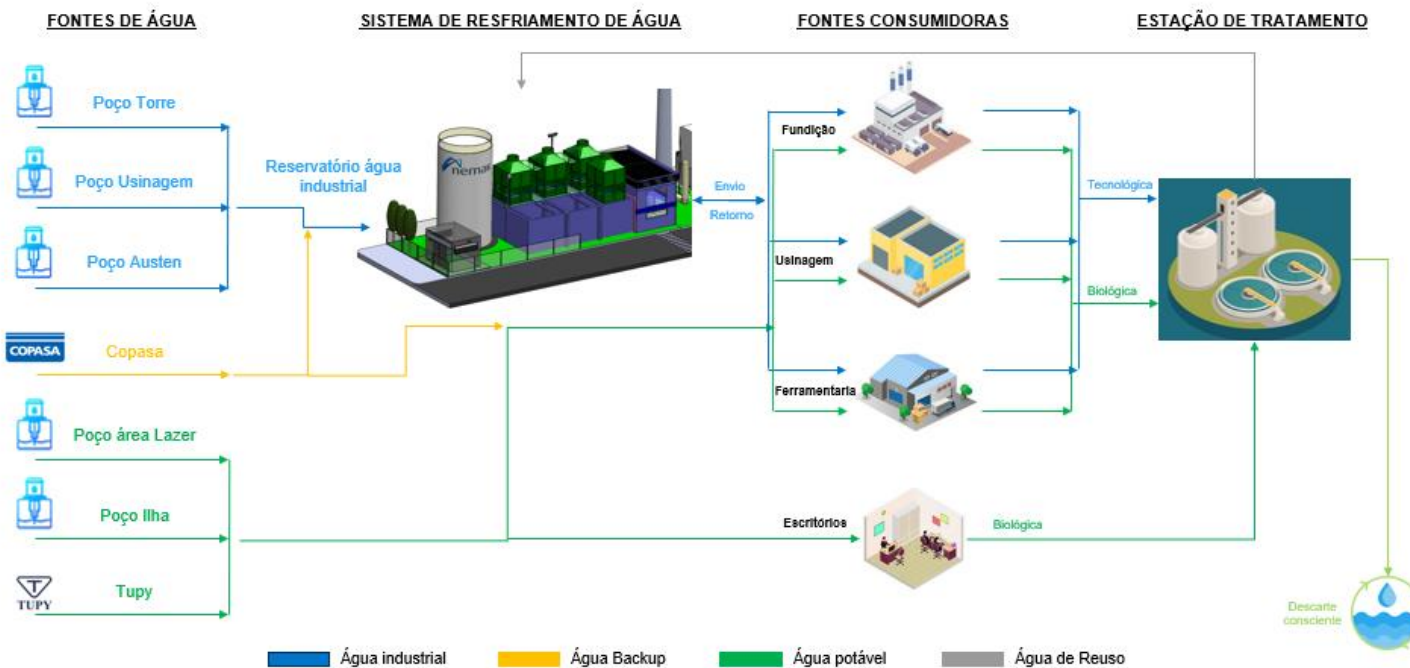 FONTES DE ÁGUA
SISTEMA DE RESFRIAMENTO DE ÁGUA
FONTES CONSUMIDORAS
ESTAÇÃO DE TRATAMENTO
Poço Torre
Poço Usinagem
Poço Austen
Reservatório água
industrial
nemak
Envio
Retorno
Fundição
Usinagem
Ferramentaria
Tecnológica
Biológica
COPASA
Copasa
Poço área Lazer
Poço Ilha
TUPY
Tupy
Escritórios
Biológica
Descarte
consciente
Água industrial
Água Backup
Água potável
Água de Reuso